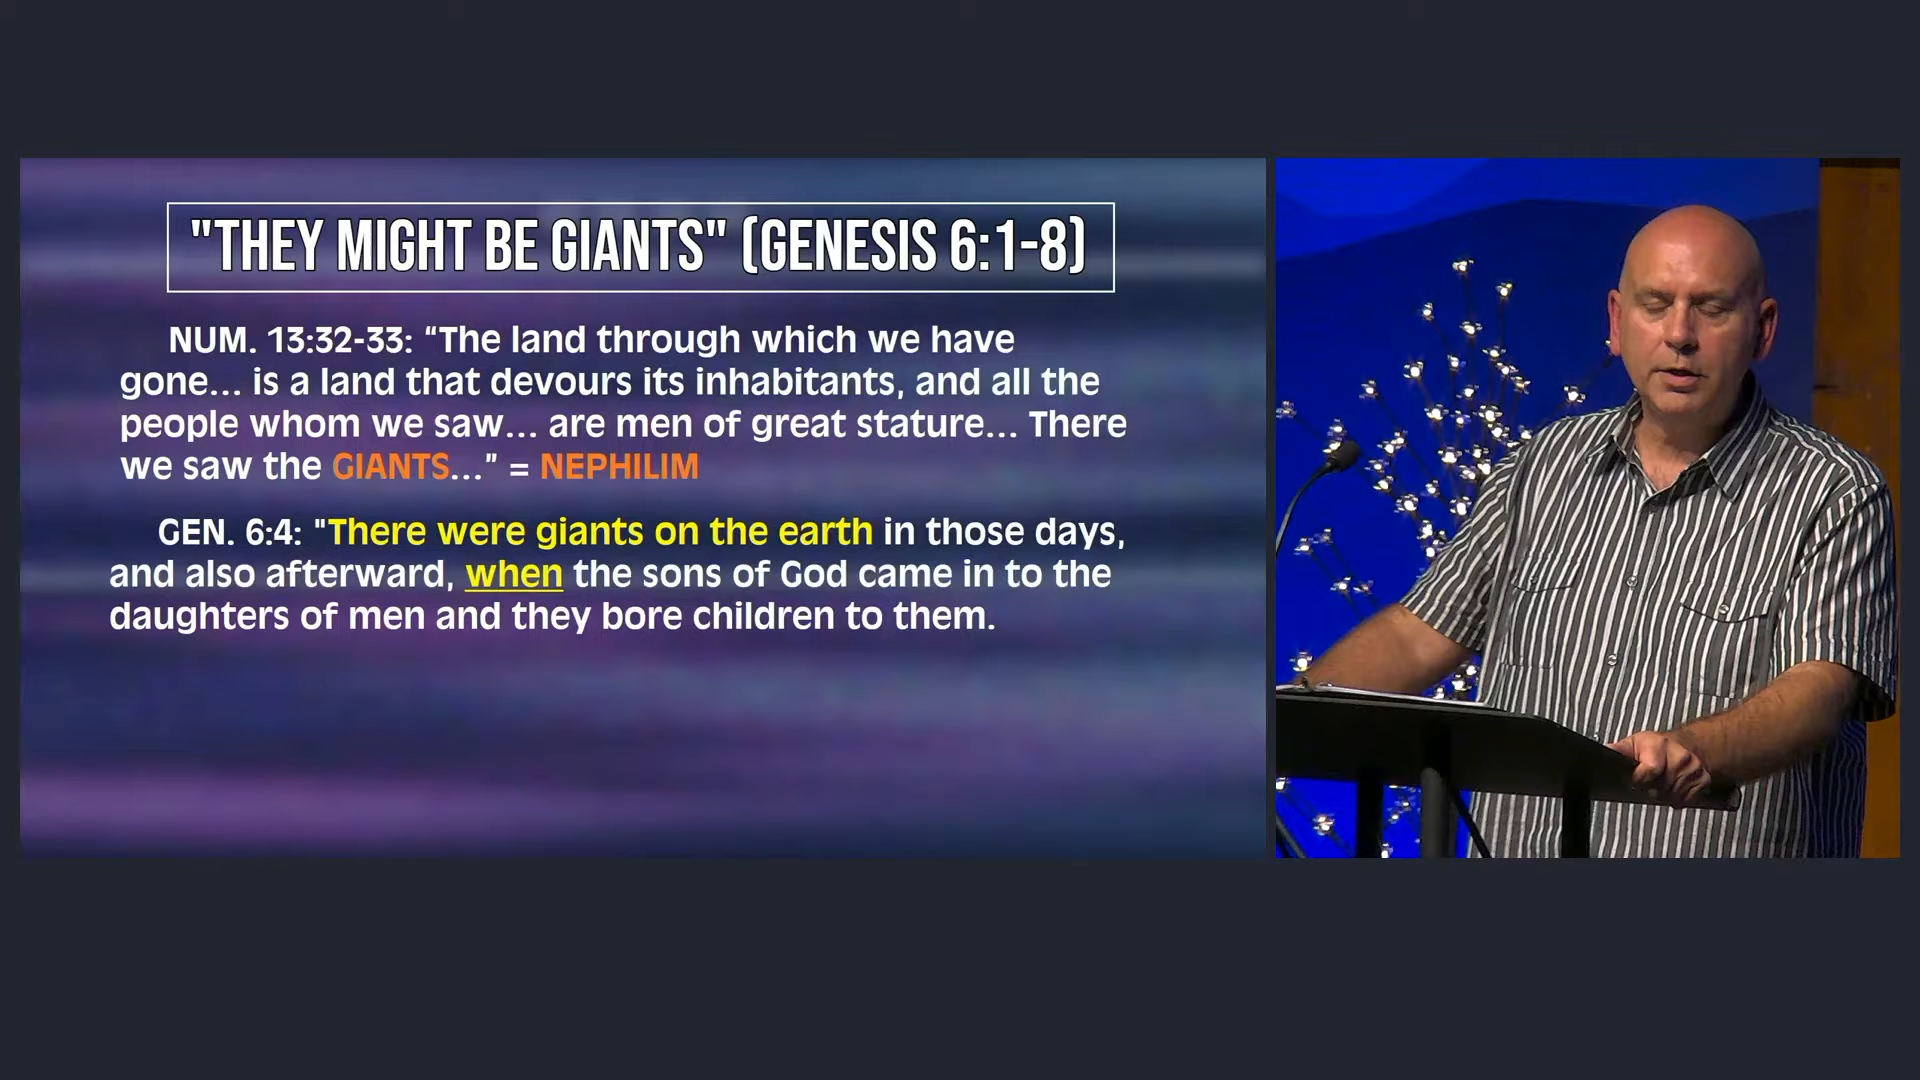 "THEY MIGHT BE GIANTS" (GENESIS 6:1-8)
NUM. 13:32-33: “The land through which we have
gone... is a land that devours its inhabitants, and all the
people whom we saw... are men of great stature... There
we saw the GIANTS...” = NEPHILIM
GEN. 6:4: "There were giants on the earth in those days,
and also afterward, when the sons of God came in to the
daughters of men and they bore children to them.